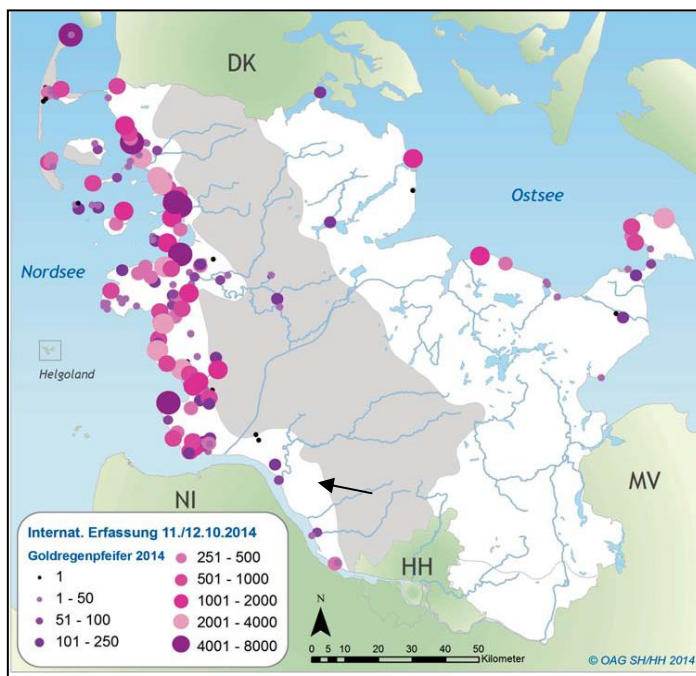 DK
Ostsee
Nordsee
Helgoland
MV
NI
HH
Internat. Erfassung 11./12.10.2014
Goldregenpfeifer 2014
1
1 - 50
51 - 100
101 - 250
251 - 500
501 - 1000
1001 - 2000
2001 - 4000
4001 - 8000
N
0 5 10 20 30 40 50
Kilometer
© OAG SH/HH 2014